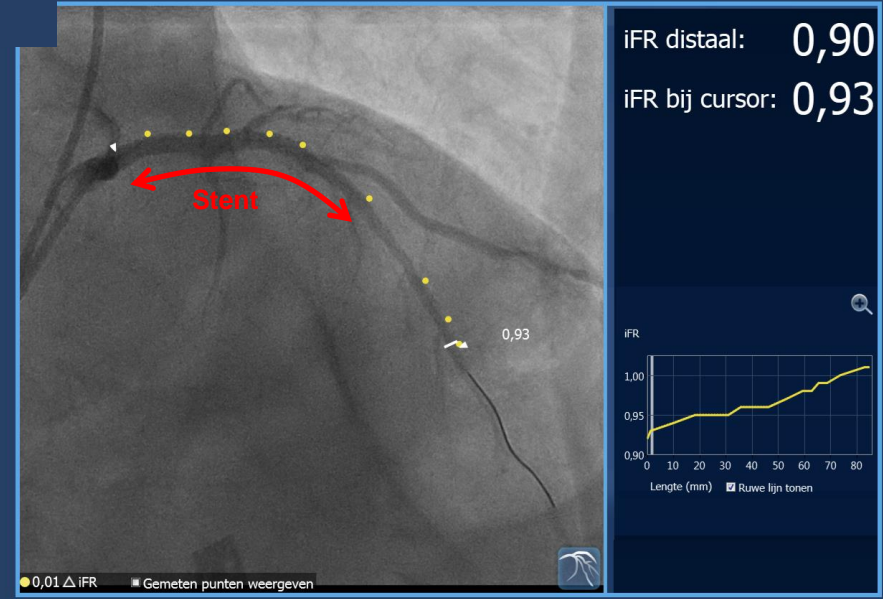 iFR distaal: 0,90
iFR bij cursor: 0,93
Stent
0,93
iFR
1,00
0,95
0,90
0 10 20 30 40 50 60 70 80
Lengte (mm) Ruwe lijn tonen
0,01 △ iFR Gemeten punten weergeven